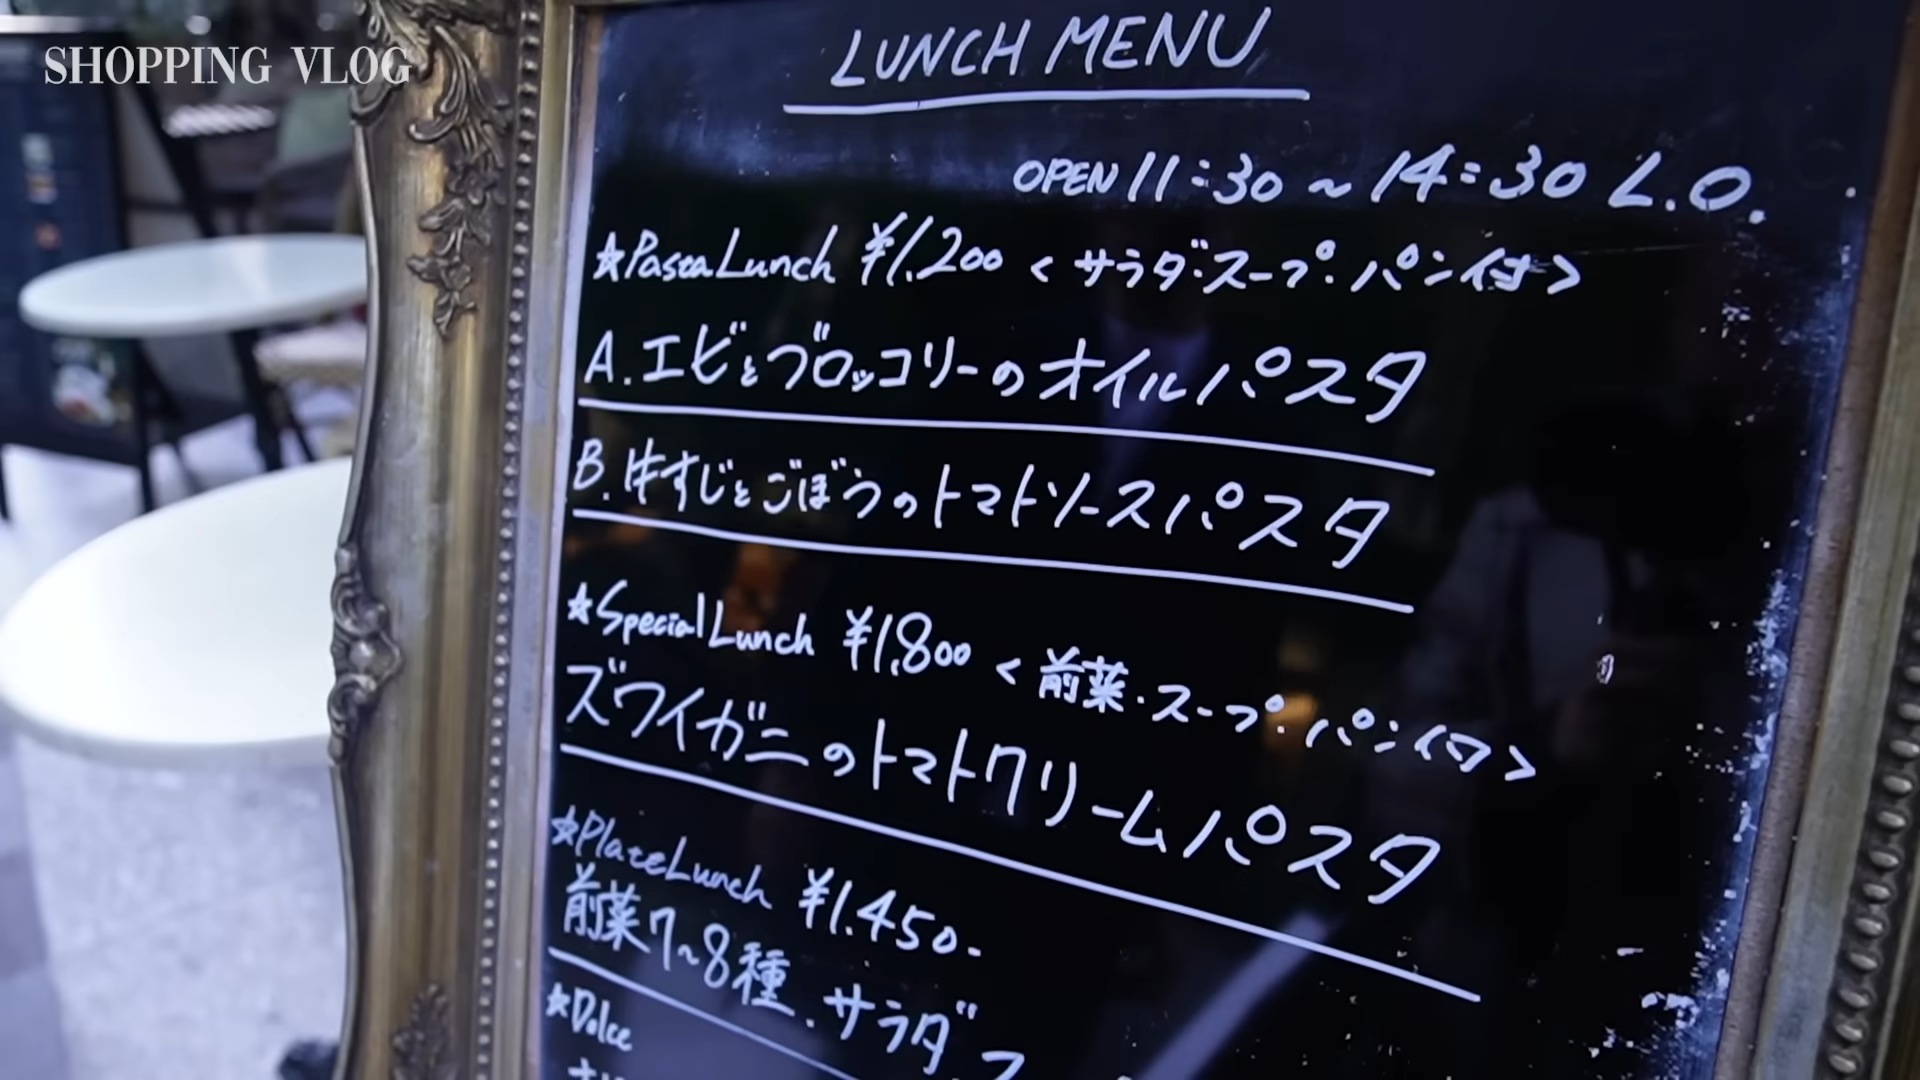 SHOPPING VLOG
LUNCH MENU
OPEN 11:30 ~ 14:30 L.O.
☆Pasta Lunch ¥1,200 <サラダ・スープ・パン付>
A. エビとブロッコリーのオイルパスタ
B. 牛すじとごぼうのトマトソースパスタ
☆Special Lunch ¥1,800 <前菜・スープ・パン付>
ズワイガニのトマトクリームパスタ
☆Plate Lunch ¥1,450-
前菜7~8種、サラダ
☆Dolce